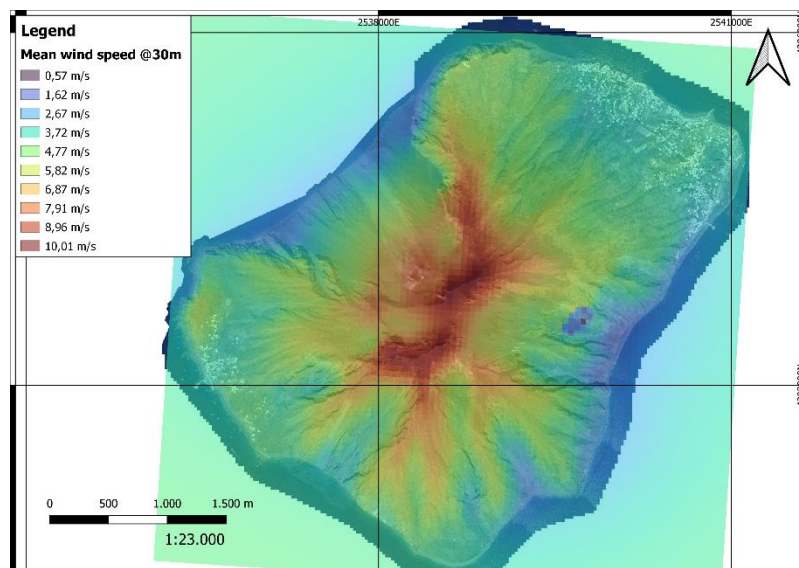 2538000E
2541000E
Legend
Mean wind speed @30m
0,57 m/s
1,62 m/s
2,67 m/s
3,72 m/s
4,77 m/s
5,82 m/s
6,87 m/s
7,91 m/s
8,96 m/s
10,01 m/s
0 500 1.000 1.500 m
1:23.000